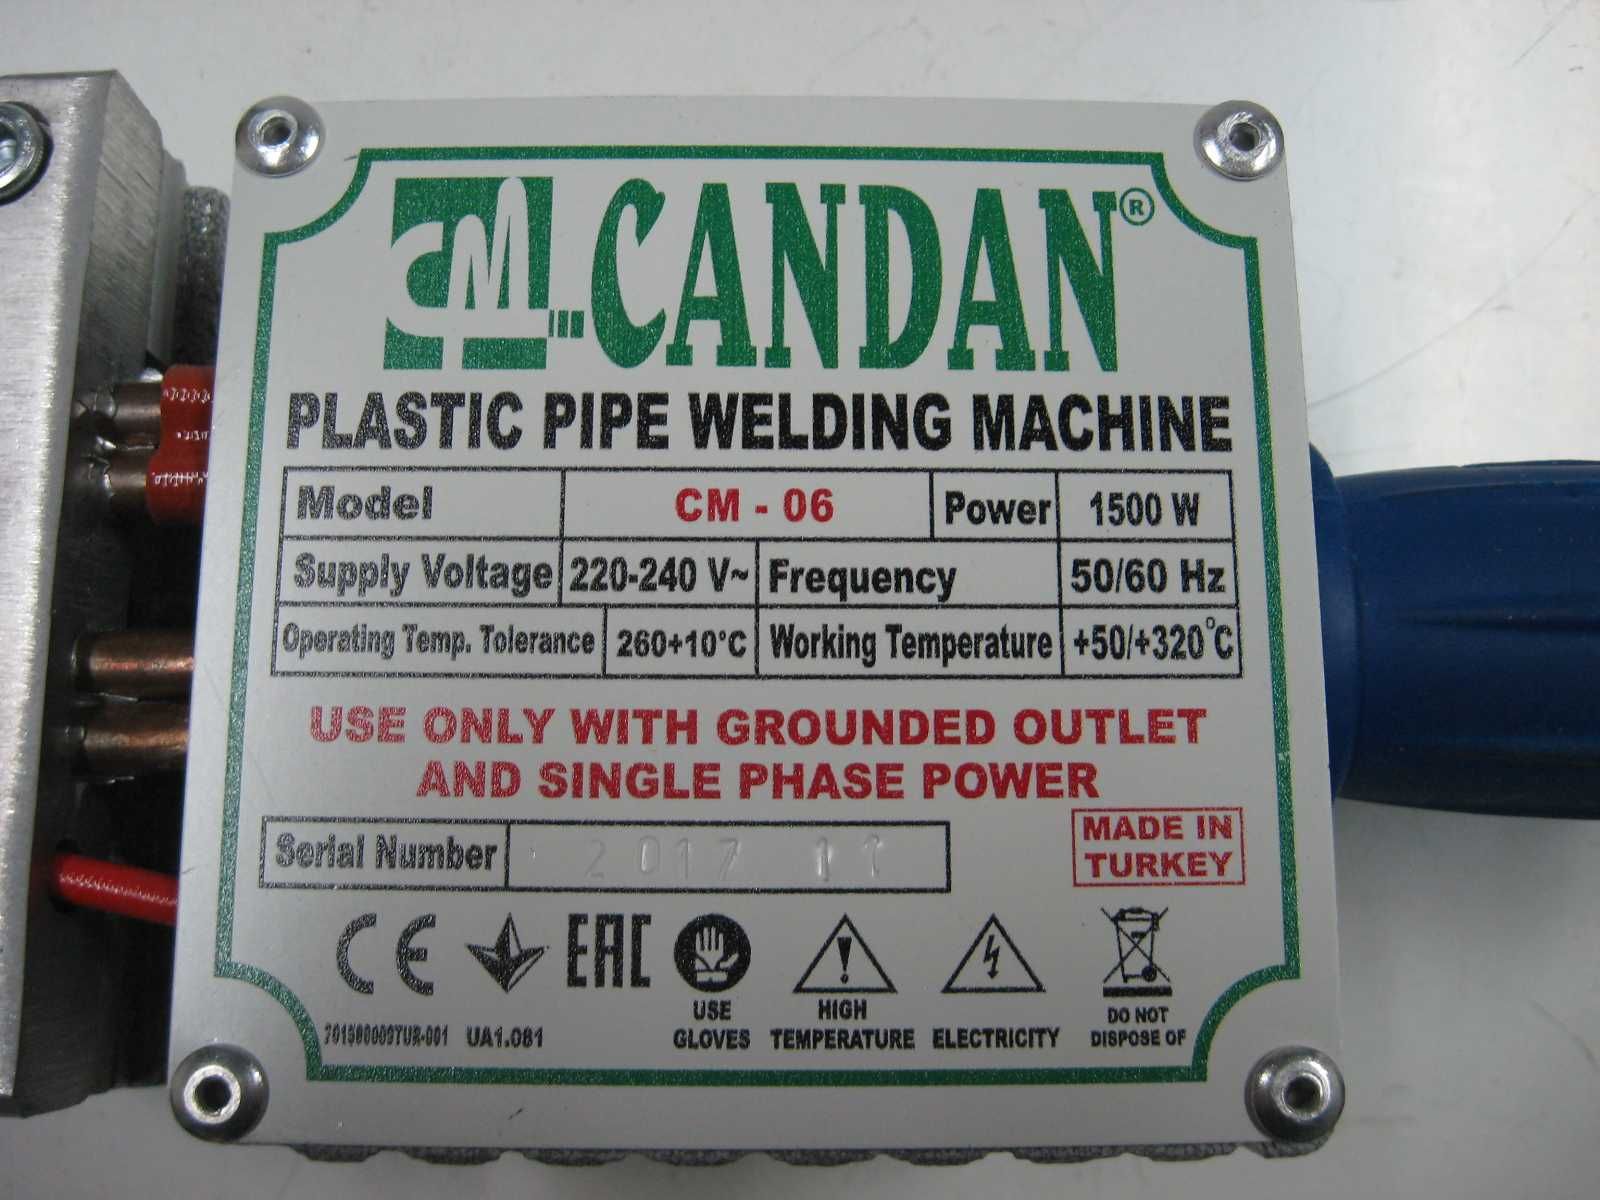 CM CANDAN®
PLASTIC PIPE WELDING MACHINE
Model CM - 06 Power 1500 W
Supply Voltage 220-240 V~ Frequency 50/60 Hz
Operating Temp. Tolerance 260+10°C Working Temperature +50/+320°C
USE ONLY WITH GROUNDED OUTLET
AND SINGLE PHASE POWER
Serial Number 2017 11
MADE IN
TURKEY
CE EAC
USE
GLOVES
HIGH
TEMPERATURE
ELECTRICITY
DO NOT
DISPOSE OF
UA1.081